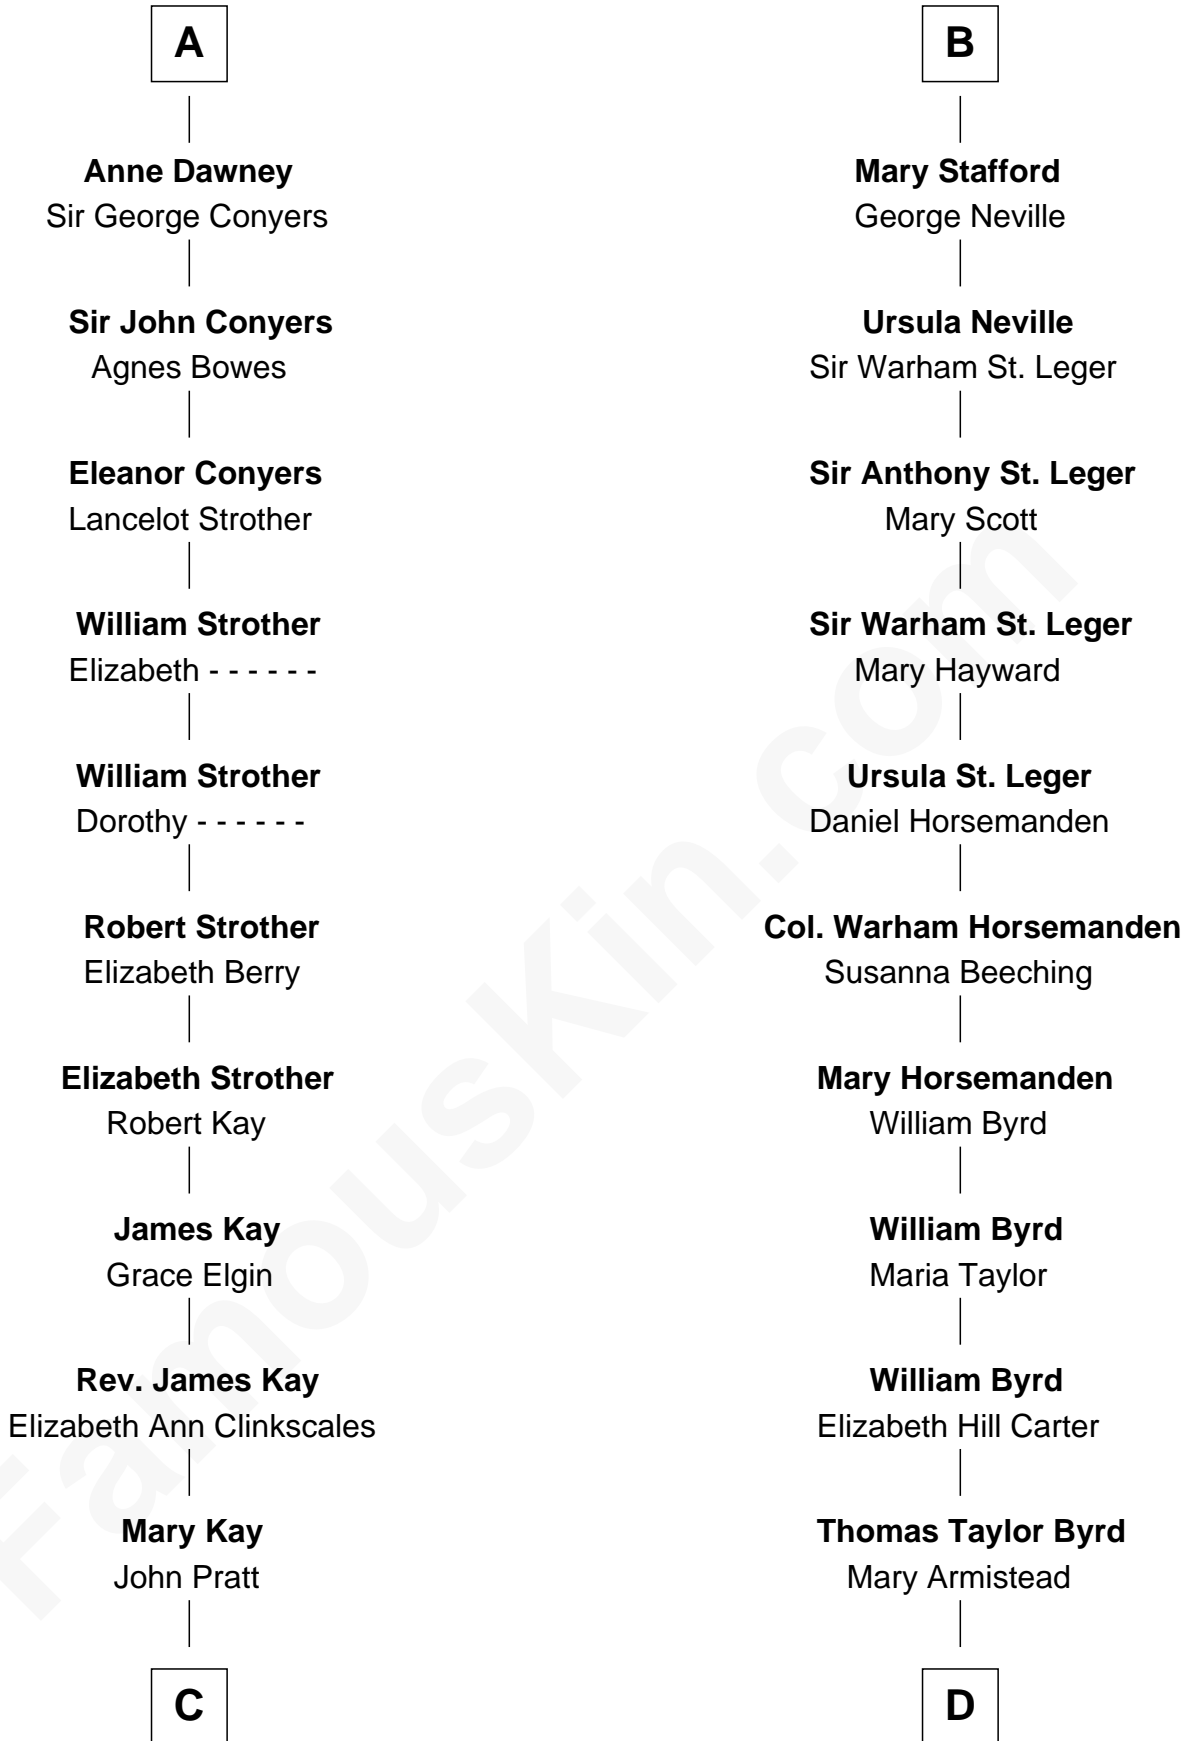 A
Anne Dawney
Sir George Conyers
Sir John Conyers
Agnes Bowes
Eleanor Conyers
Lancelot Strother
William Strother
Elizabeth - - - - - -
William Strother
Dorothy - - - - - -
Robert Strother
Elizabeth Berry
Elizabeth Strother
Robert Kay
James Kay
Grace Elgin
Rev. James Kay
Elizabeth Ann Clinkscales
Mary Kay
John Pratt
C
B
Mary Stafford
George Neville
Ursula Neville
Sir Warham St. Leger
Sir Anthony St. Leger
Mary Scott
Sir Warham St. Leger
Mary Hayward
Ursula St. Leger
Daniel Horsemanden
Col. Warham Horsemanden
Susanna Beeching
Mary Horsemanden
William Byrd
William Byrd
Maria Taylor
William Byrd
Elizabeth Hill Carter
Thomas Taylor Byrd
Mary Armistead
D
FamousKin.com